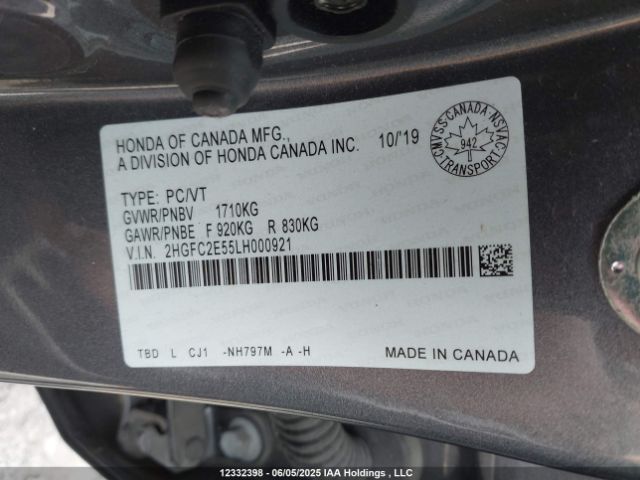 HONDA OF CANADA MFG.,
A DIVISION OF HONDA CANADA INC. 10/'19
CMVSS·CANADA·NSVAC
942
TRANSPORT
TYPE: PC/VT
GVWR/PNBV 1710KG
GAWR/PNBE F 920KG R 830KG
V.I.N. 2HGFC2E55LH000921
TBD L CJ1 -NH797M -A -H MADE IN CANADA
12332398 - 06/05/2025 IAA Holdings , LLC